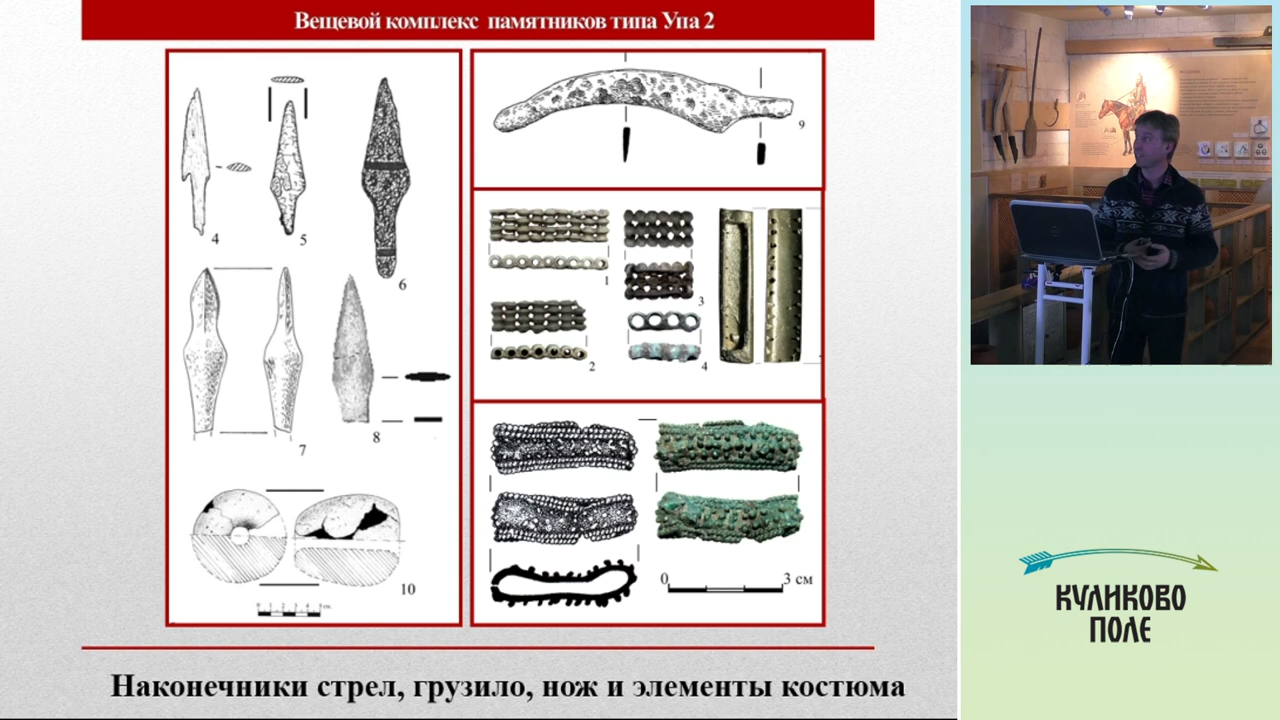 Вещевой комплекс памятников типа Упа 2
4
5
6
7
8
10
9
1
2
3
4
0
3 см
Наконечники стрел, грузило, нож и элементы костюма
КУЛИКОВО
ПОЛЕ